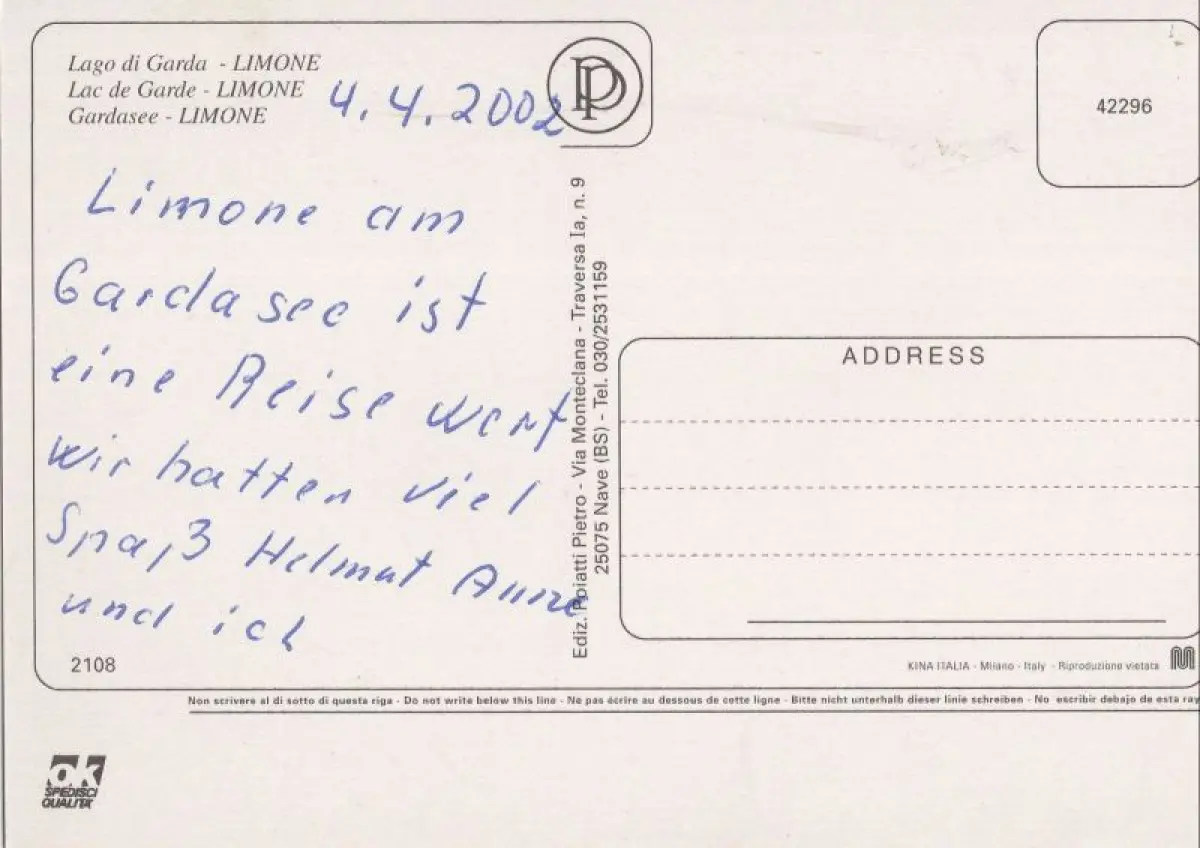 Lago di Garda - LIMONE
Lac de Garde - LIMONE
Gardasee - LIMONE
4.4.2002
PP
42296
Limone am
Gardasee ist
eine Reise wert
wir hatten viel
Spaß Helmut Anne
und ich
2108
Ediz. Poiatti Pietro - Via Monteclana - Traversa Ia, n. 9
25075 Nave (BS) - Tel. 030/2531159
ADDRESS
KINA ITALIA - Milano - Italy - Riproduzione vietata
Non scrivere al di sotto di questa riga - Do not write below this line - Ne pas écrire au dessous de cette ligne - Bitte nicht unterhalb dieser linie schreiben - No escribir debajo de esta ray
ok
SPEDISCI
QUALITA'